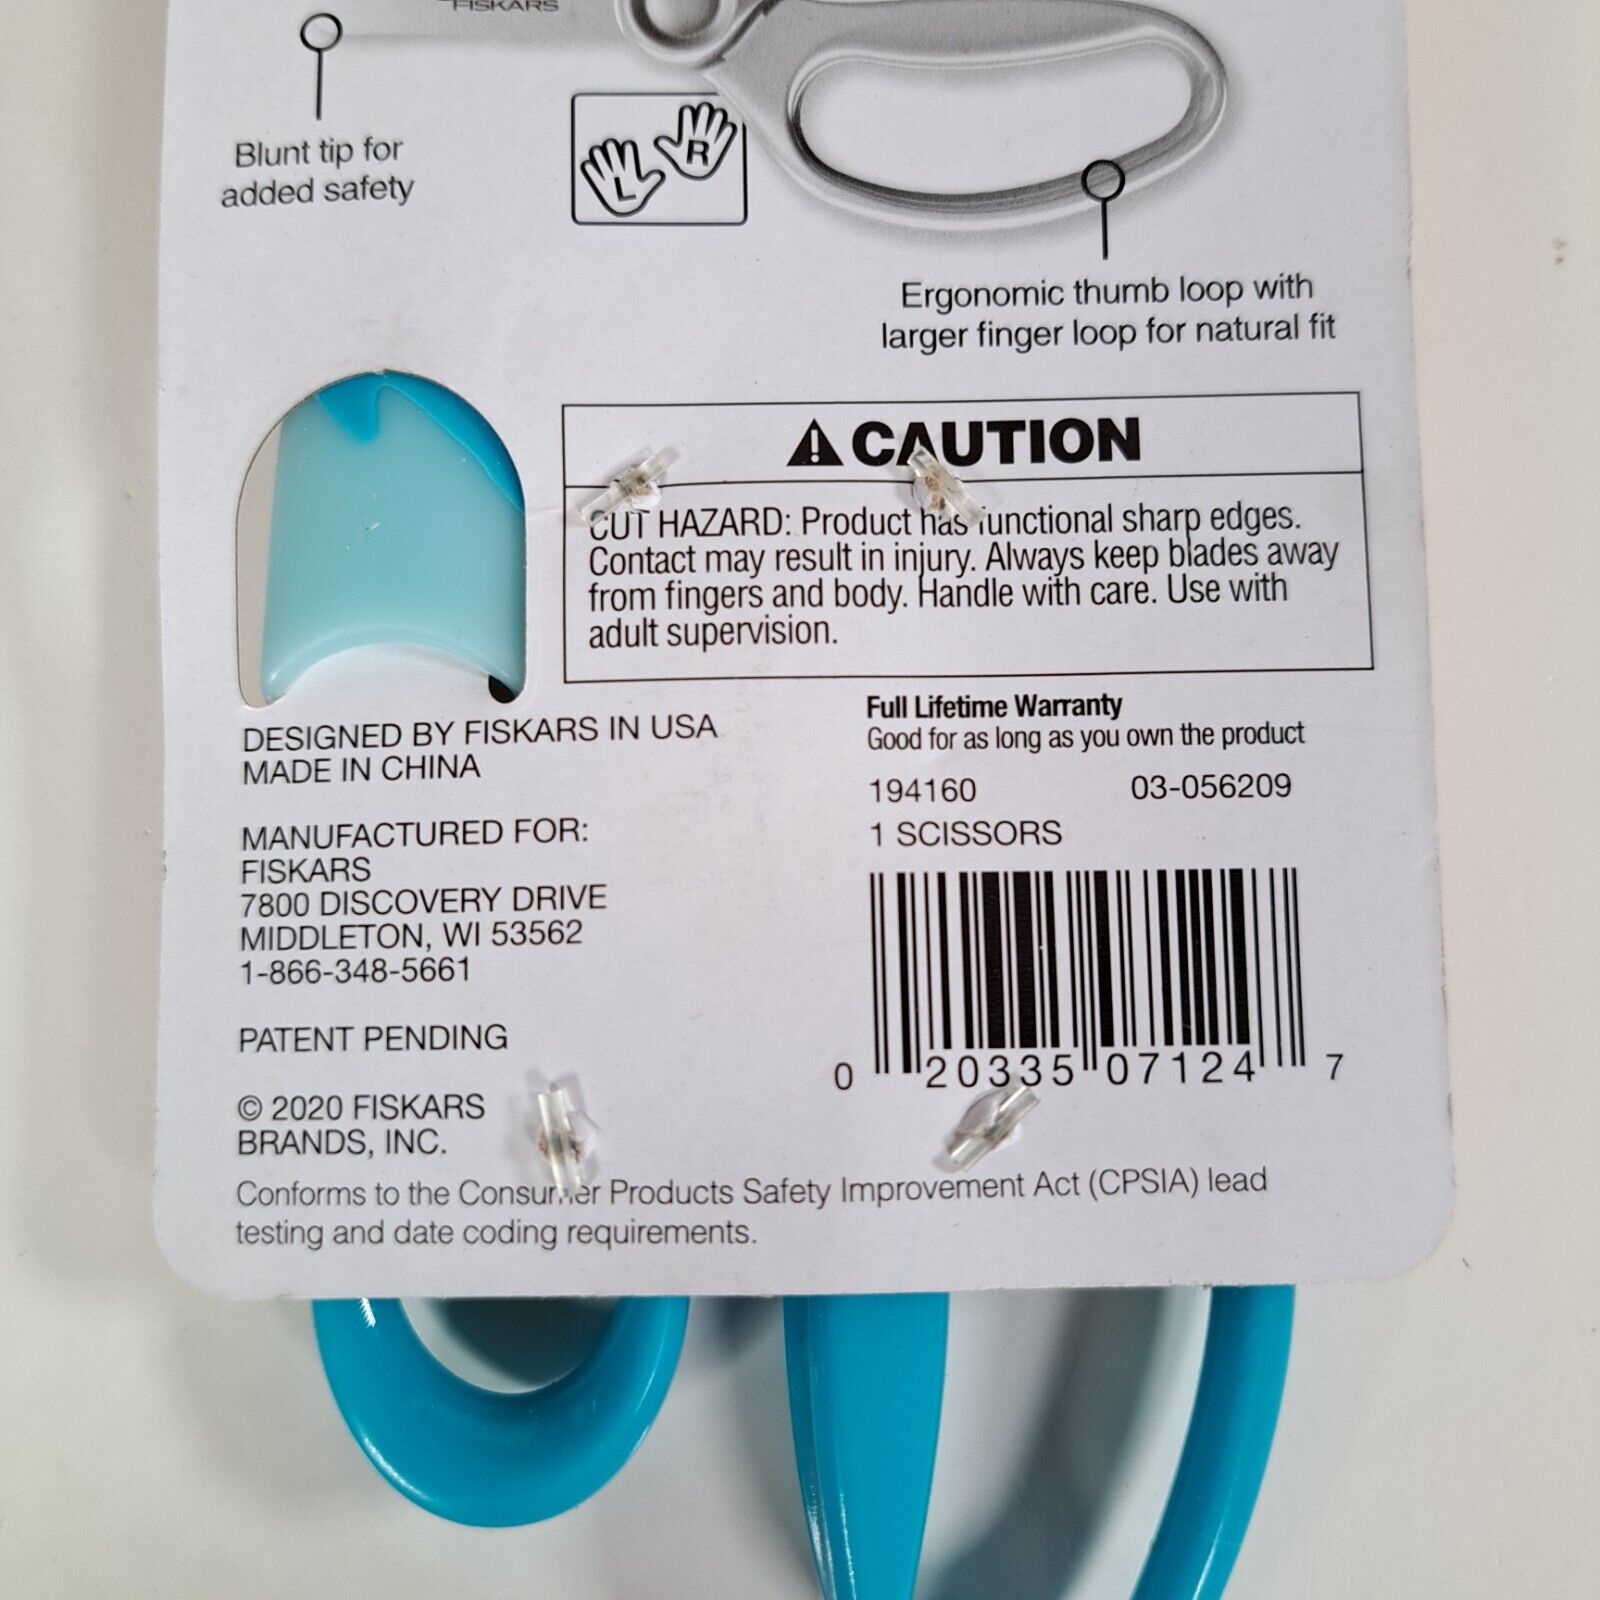 FISKARS
Blunt tip for
added safety
L
R
Ergonomic thumb loop with
larger finger loop for natural fit
CAUTION
CUT HAZARD: Product has functional sharp edges.
Contact may result in injury. Always keep blades away
from fingers and body. Handle with care. Use with
adult supervision.
DESIGNED BY FISKARS IN USA
MADE IN CHINA
MANUFACTURED FOR:
FISKARS
7800 DISCOVERY DRIVE
MIDDLETON, WI 53562
1-866-348-5661
PATENT PENDING
© 2020 FISKARS
BRANDS, INC.
Full Lifetime Warranty
Good for as long as you own the product
194160 03-056209
1 SCISSORS
0 20335 07124 7
Conforms to the Consumer Products Safety Improvement Act (CPSIA) lead
testing and date coding requirements.